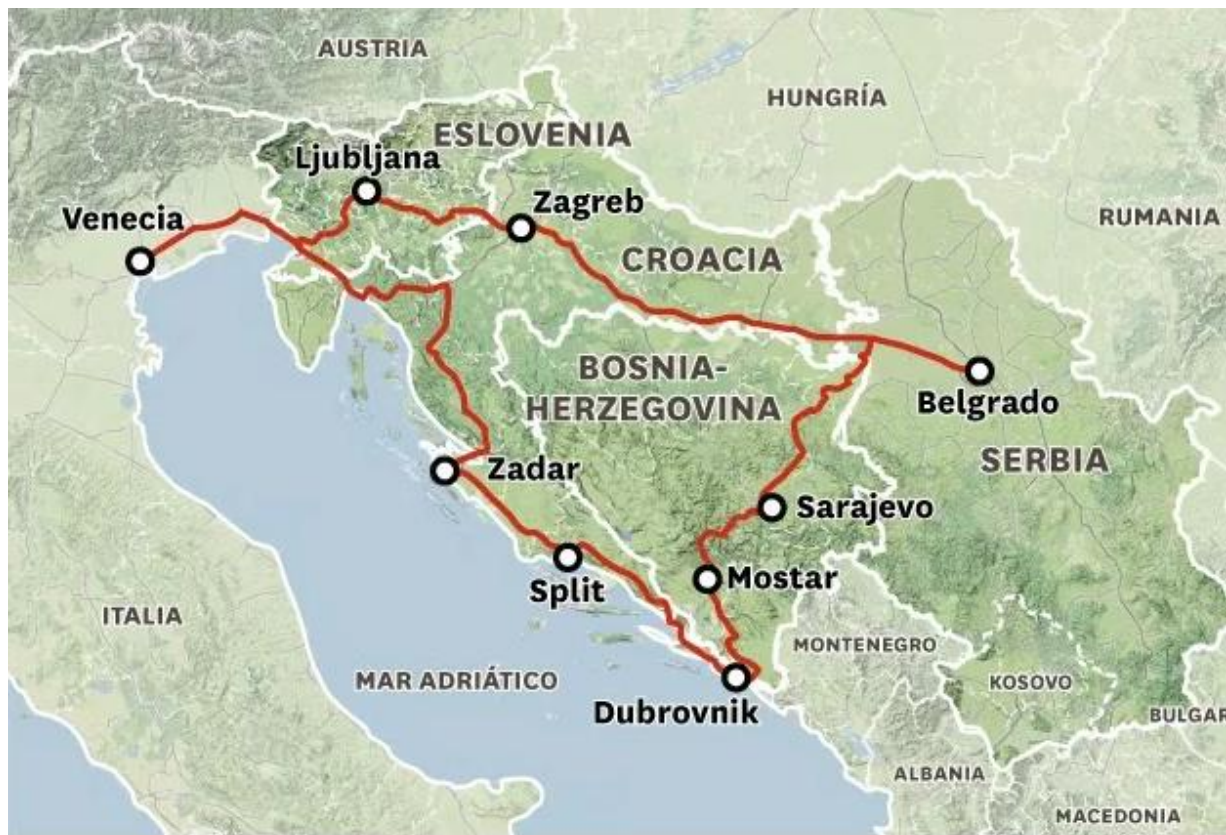 AUSTRIA
HUNGRÍA
ESLOVENIA
Ljubljana
Venecia
Zagreb
RUMANIA
CROACIA
BOSNIA-
HERZEGOVINA
Belgrado
SERBIA
Zadar
Sarajevo
Mostar
Split
ITALIA
MONTENEGRO
MAR ADRIÁTICO
KOSOVO
Dubrovnik
BULGAR
ALBANIA
MACEDONIA